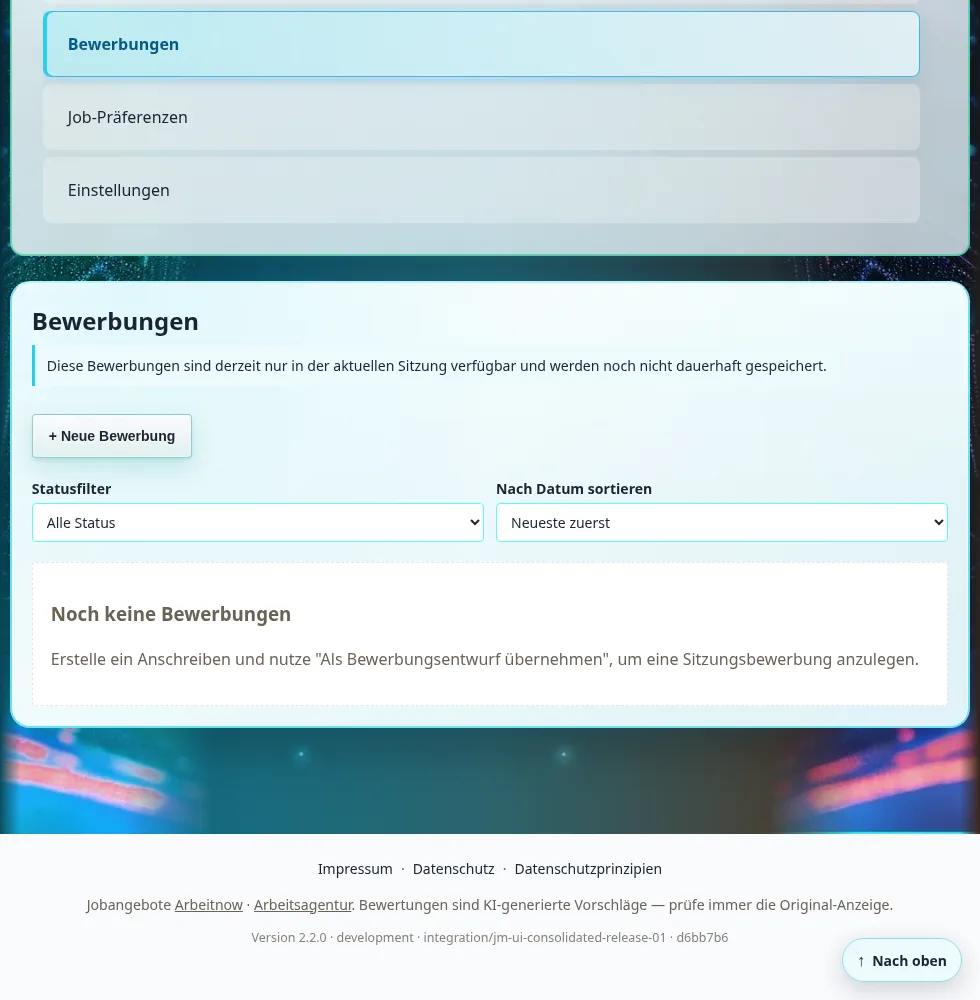 Bewerbungen
Job-Präferenzen
Einstellungen
Bewerbungen
Diese Bewerbungen sind derzeit nur in der aktuellen Sitzung verfügbar und werden noch nicht dauerhaft gespeichert.
+ Neue Bewerbung
Statusfilter
Alle Status
Nach Datum sortieren
Neueste zuerst
Noch keine Bewerbungen
Erstelle ein Anschreiben und nutze "Als Bewerbungsentwurf übernehmen", um eine Sitzungsbewerbung anzulegen.
Impressum · Datenschutz · Datenschutzprinzipien
Jobangebote Arbeitnow · Arbeitsagentur. Bewertungen sind KI-generierte Vorschläge — prüfe immer die Original-Anzeige.
Version 2.2.0 · development · integration/jm-ui-consolidated-release-01 · d6bb7b6
↑ Nach oben